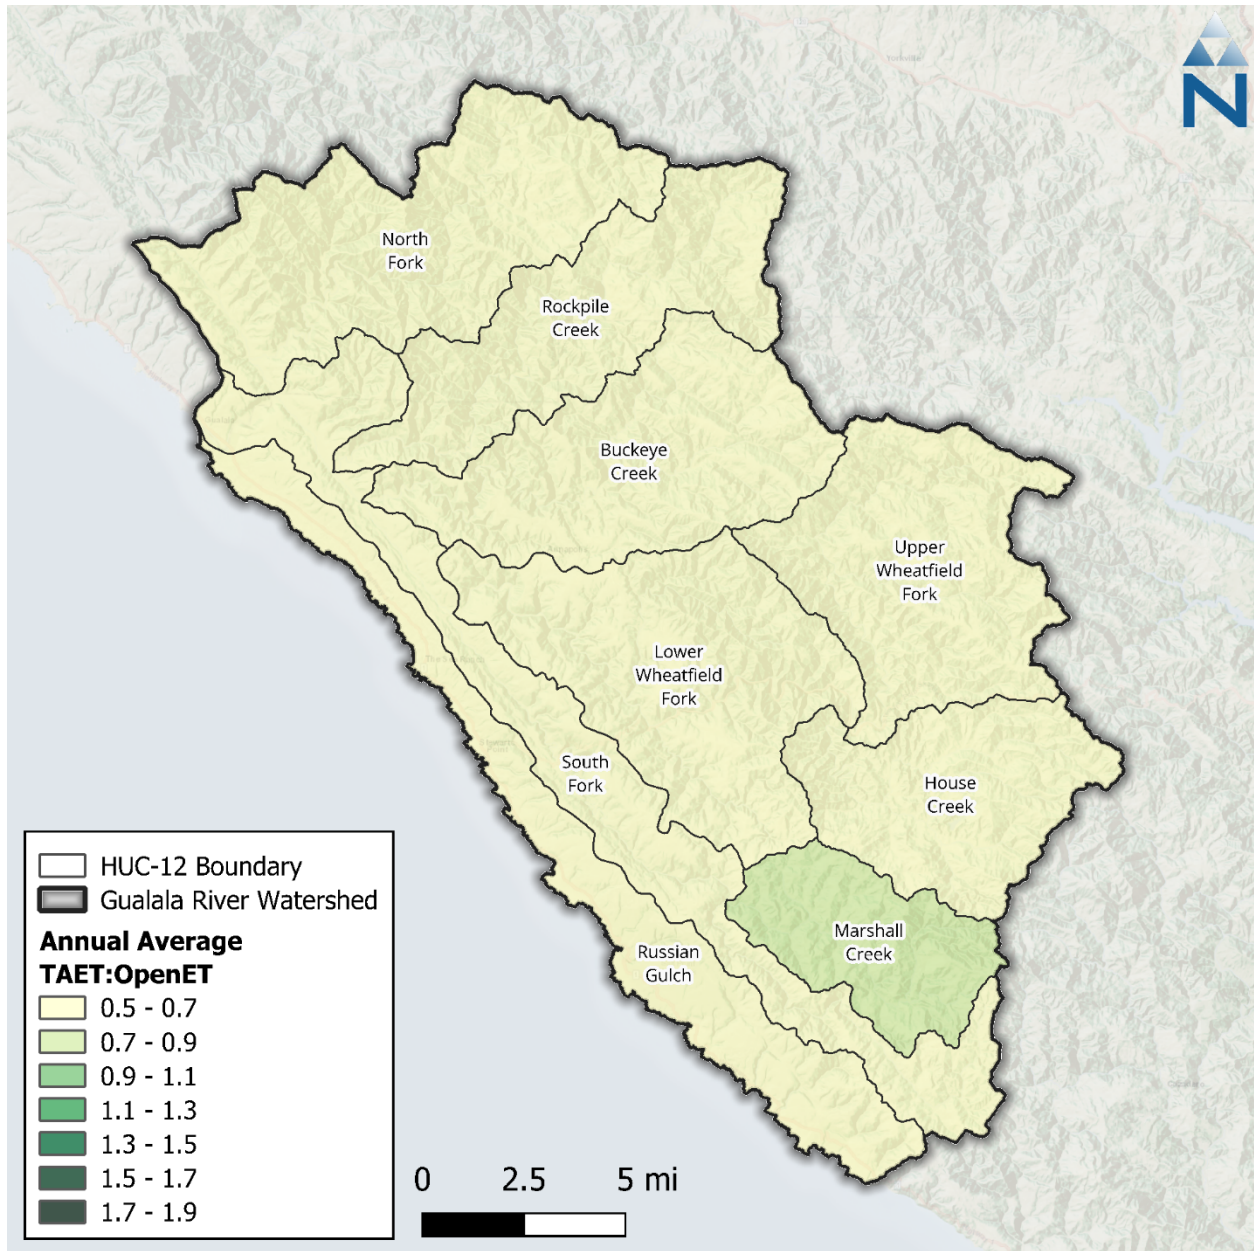 N
North
Fork
Rockpile
Creek
Buckeye
Creek
Upper
Wheatfield
Fork
Lower
Wheatfield
Fork
South
Fork
House
Creek
Marshall
Creek
Russian
Gulch
HUC-12 Boundary
Gualala River Watershed
Annual Average
TAET:OpenET
0.5 - 0.7
0.7 - 0.9
0.9 - 1.1
1.1 - 1.3
1.3 - 1.5
1.5 - 1.7
1.7 - 1.9
0 2.5 5 mi